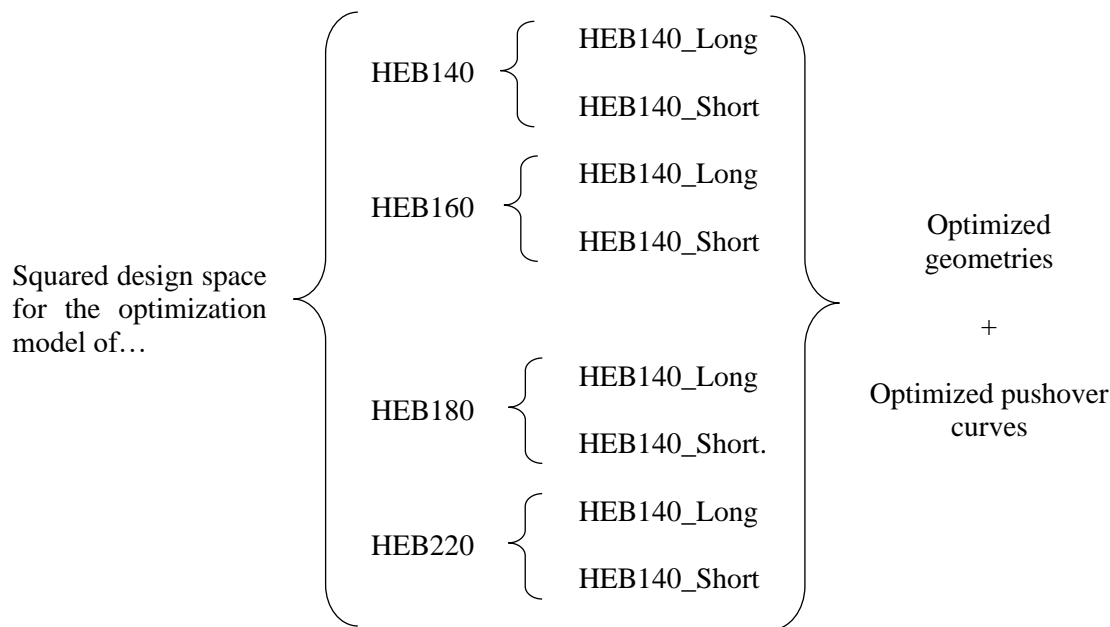 Squared design space
for the optimization
model of…
HEB140
HEB140_Long
HEB140_Short
HEB160
HEB140_Long
HEB140_Short
HEB180
HEB140_Long
HEB140_Short.
HEB220
HEB140_Long
HEB140_Short
Optimized
geometries
+
Optimized pushover
curves